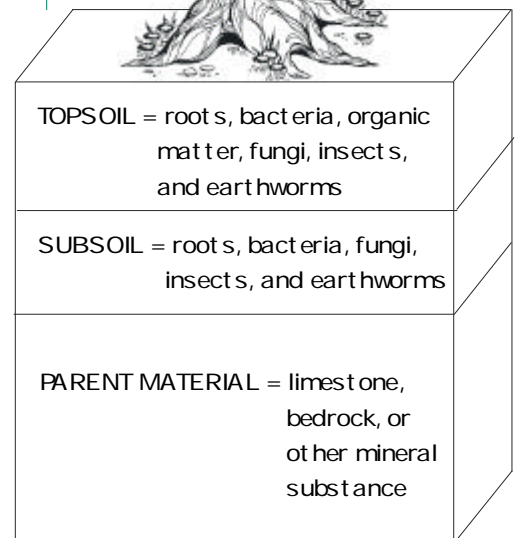 TOPSOIL = roots, bacteria, organic
matter, fungi, insects,
and earthworms
SUBSOIL = roots, bacteria, fungi,
insects, and earthworms
PARENT MATERIAL = limestone,
bedrock, or
other mineral
substance